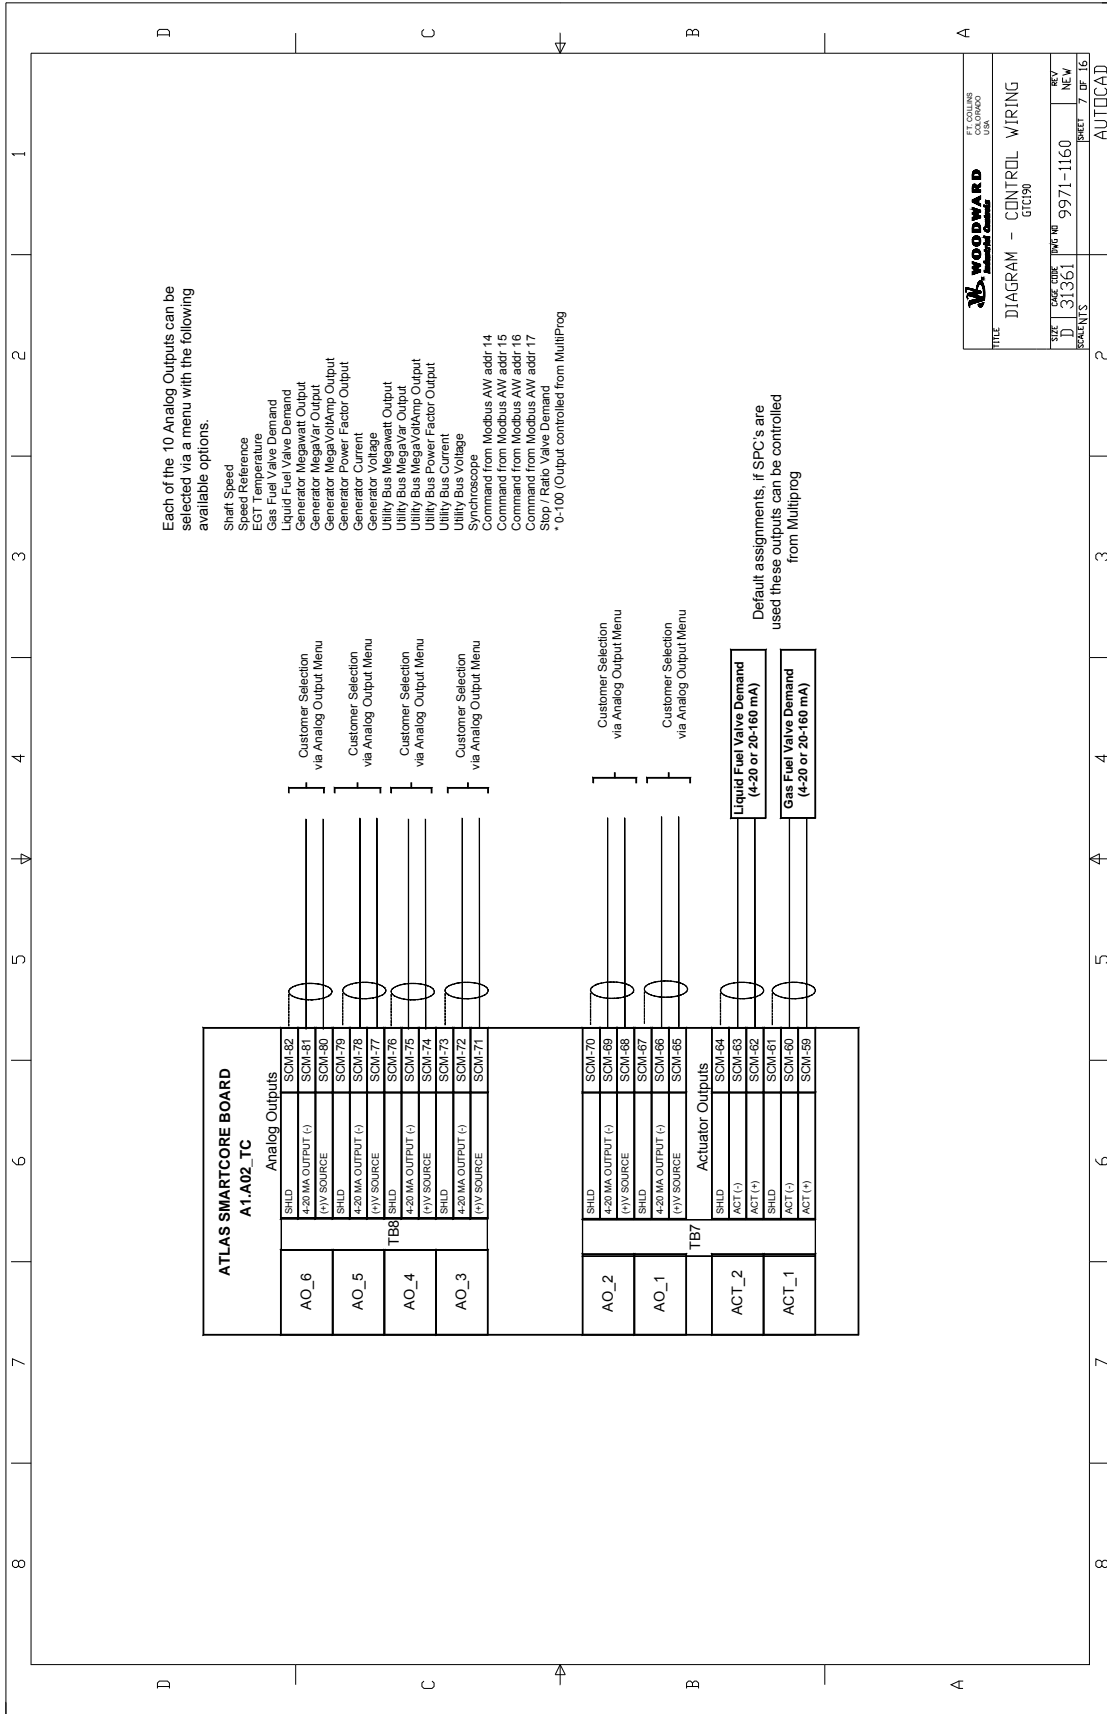 8
7
6
5
4
3
2
1
D
C
B
A
ATLAS SMARTCORE BOARD
A1.A02_TC
Analog Outputs
TB8
AO_6
SHLD SCM-82
4-20 MA OUTPUT (-) SCM-81
(+)V SOURCE SCM-80
Customer Selection
via Analog Output Menu
AO_5
SHLD SCM-79
4-20 MA OUTPUT (-) SCM-78
(+)V SOURCE SCM-77
Customer Selection
via Analog Output Menu
AO_4
SHLD SCM-76
4-20 MA OUTPUT (-) SCM-75
(+)V SOURCE SCM-74
Customer Selection
via Analog Output Menu
AO_3
SHLD SCM-73
4-20 MA OUTPUT (-) SCM-72
(+)V SOURCE SCM-71
Customer Selection
via Analog Output Menu
TB7
AO_2
SHLD SCM-70
4-20 MA OUTPUT (-) SCM-69
(+)V SOURCE SCM-68
Customer Selection
via Analog Output Menu
AO_1
SHLD SCM-67
4-20 MA OUTPUT (-) SCM-66
(+)V SOURCE SCM-65
Customer Selection
via Analog Output Menu
Actuator Outputs
ACT_2
SHLD SCM-64
ACT (-) SCM-63
ACT (+) SCM-62
Liquid Fuel Valve Demand
(4-20 or 20-160 mA)
ACT_1
SHLD SCM-61
ACT (-) SCM-60
ACT (+) SCM-59
Gas Fuel Valve Demand
(4-20 or 20-160 mA)
Default assignments, if SPC's are
used these outputs can be controlled
from Multiprog
Each of the 10 Analog Outputs can be
selected via a menu with the following
available options.
Shaft Speed
Speed Reference
EGT Temperature
Gas Fuel Valve Demand
Liquid Fuel Valve Demand
Generator Megawatt Output
Generator MegaVar Output
Generator MegaVoltAmp Output
Generator Power Factor Output
Generator Current
Generator Voltage
Utility Bus Megawatt Output
Utility Bus MegaVar Output
Utility Bus MegaVoltAmp Output
Utility Bus Power Factor Output
Utility Bus Current
Utility Bus Voltage
Synchroscope
Command from Modbus AW addr 14
Command from Modbus AW addr 15
Command from Modbus AW addr 16
Command from Modbus AW addr 17
Stop / Ratio Valve Demand
* 0-100 (Output controlled from MultiProg
WOODWARD
Industrial Controls
FT. COLLINS
COLORADO
USA
TITLE
DIAGRAM - CONTROL WIRING
GTC190
SIZE
D
CAGE CODE
31361
DWG NO
9971-1160
REV
NEW
SCALE NTS
SHEET 7 OF 16
8
7
6
5
4
3
2
AUTOCAD
D
C
B
A